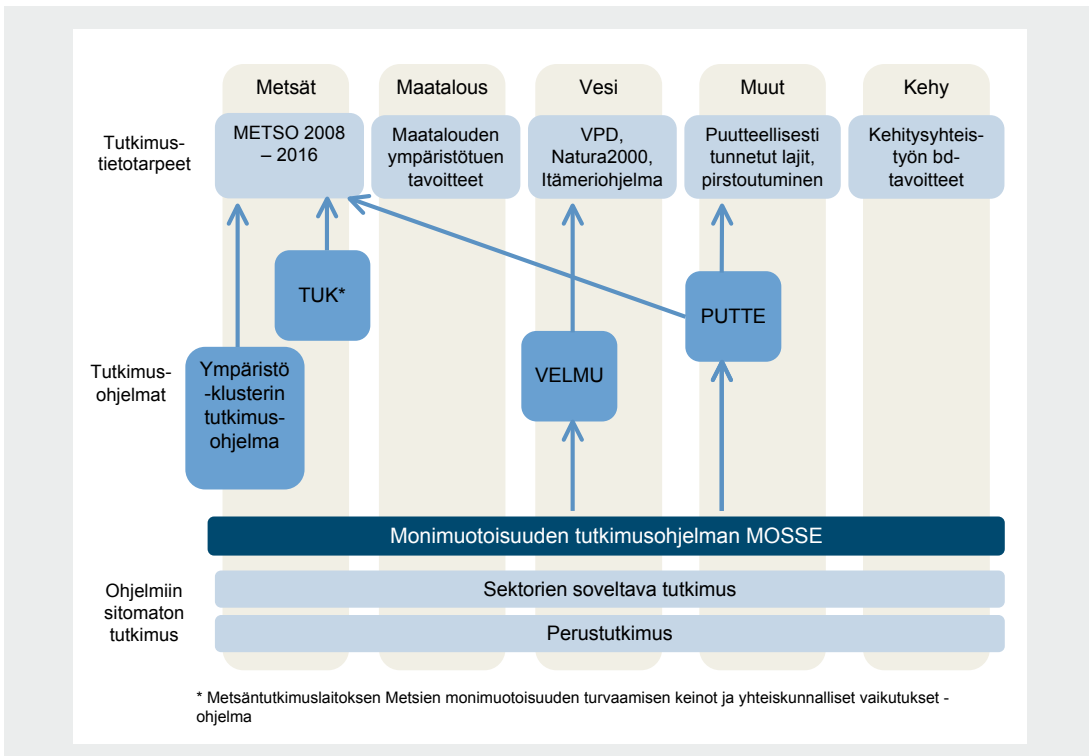 Metsät
Maatalous
Vesi
Muut
Kehy
Tutkimus-
tietotarpeet
METSO 2008
– 2016
Maatalouden
ympäristötuen
tavoitteet
VPD,
Natura2000,
Itämeriohjelma
Puutteellisesti
tunnetut lajit,
pirstoutuminen
Kehitysyhteis-
työn bd-
tavoitteet
TUK*
PUTTE
Tutkimus-
ohjelmat
Ympäristö
-klusterin
tutkimus-
ohjelma
VELMU
Monimuotoisuuden tutkimusohjelman MOSSE
Ohjelmiin
sitomaton
tutkimus
Sektorien soveltava tutkimus
Perustutkimus
* Metsäntutkimuslaitoksen Metsien monimuotoisuuden turvaamisen keinot ja yhteiskunnalliset vaikutukset -
ohjelma